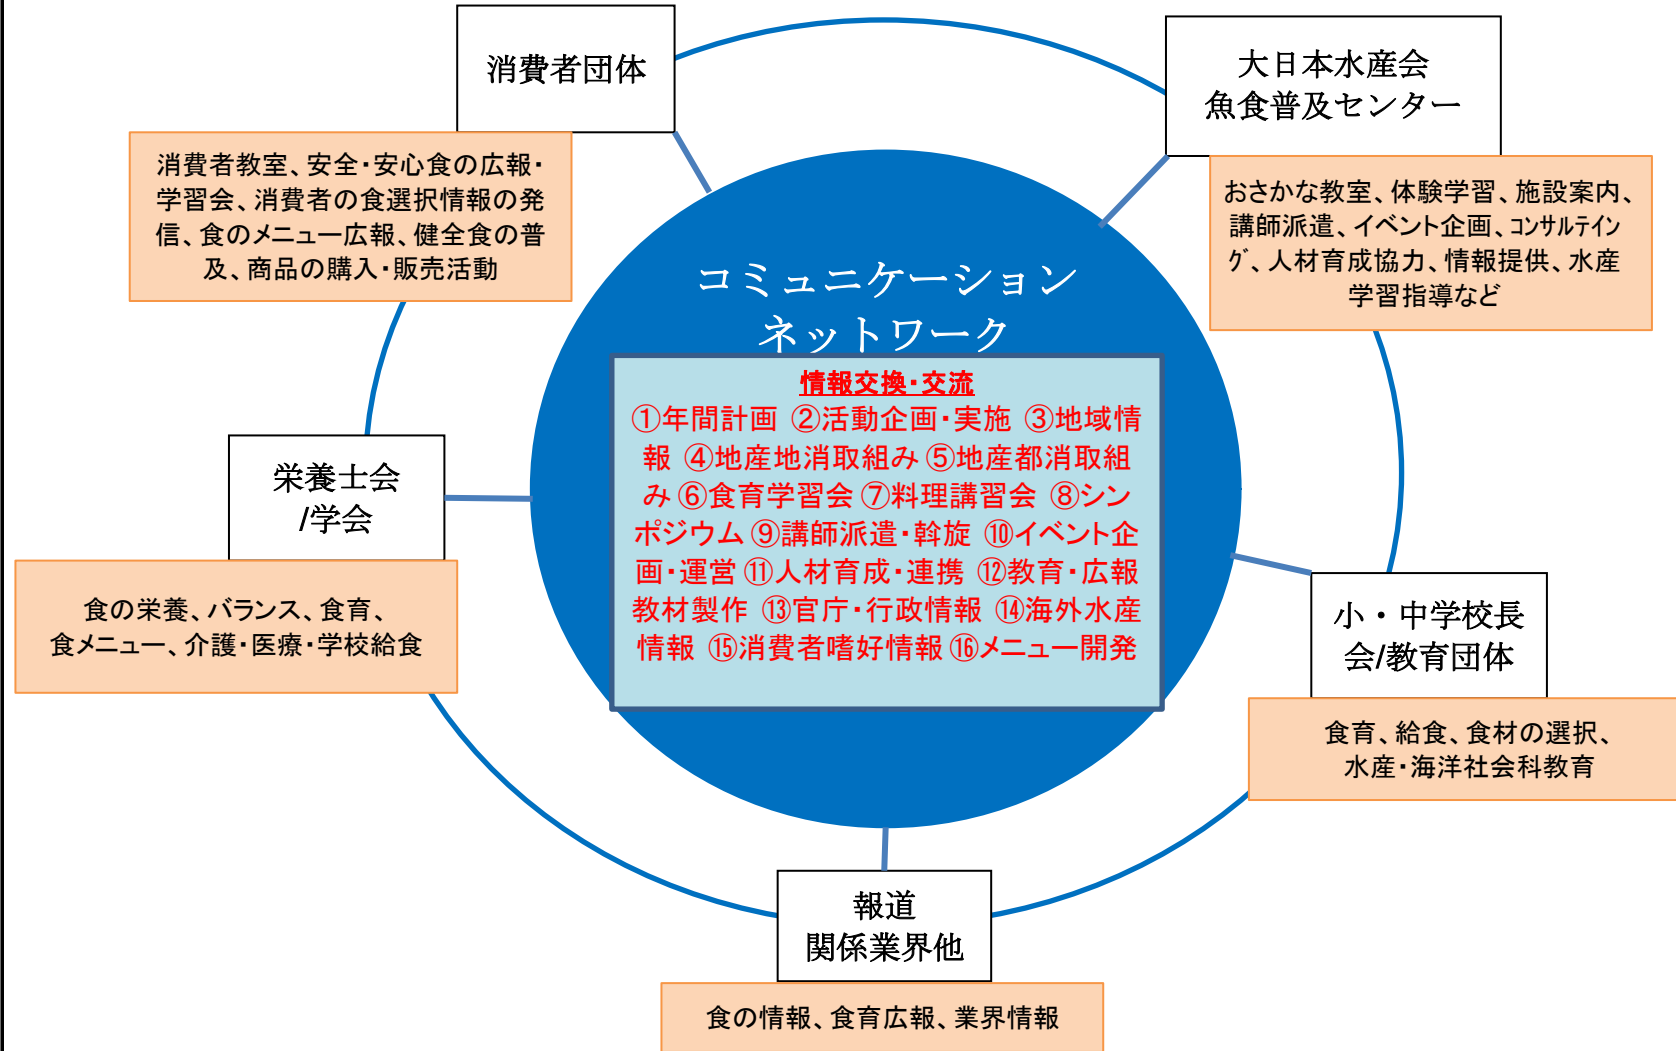 消費者団体
消費者教室、安全・安心食の広報・
学習会、消費者の食選択情報の発
信、食のメニュー広報、健全食の普
及、商品の購入・販売活動
大日本水産会
魚食普及センター
おさかな教室、体験学習、施設案内、
講師派遣、イベント企画、ｺﾝｻﾙﾃｲﾝ
ｸﾞ、人材育成協力、情報提供、水産
学習指導など
コミュニケーション
ネットワーク
情報交換・交流
①年間計画 ②活動企画・実施 ③地域情
報 ④地産地消取組み ⑤地産都消取組
み ⑥食育学習会 ⑦料理講習会 ⑧シン
ポジウム ⑨講師派遣・斡旋 ⑩イベント企
画・運営 ⑪人材育成・連携 ⑫教育・広報
教材製作 ⑬官庁・行政情報 ⑭海外水産
情報 ⑮消費者嗜好情報 ⑯メニュー開発
栄養士会
/学会
食の栄養、バランス、食育、
食メニュー、介護・医療・学校給食
小・中学校長
会/教育団体
食育、給食、食材の選択、
水産・海洋社会科教育
報道
関係業界他
食の情報、食育広報、業界情報